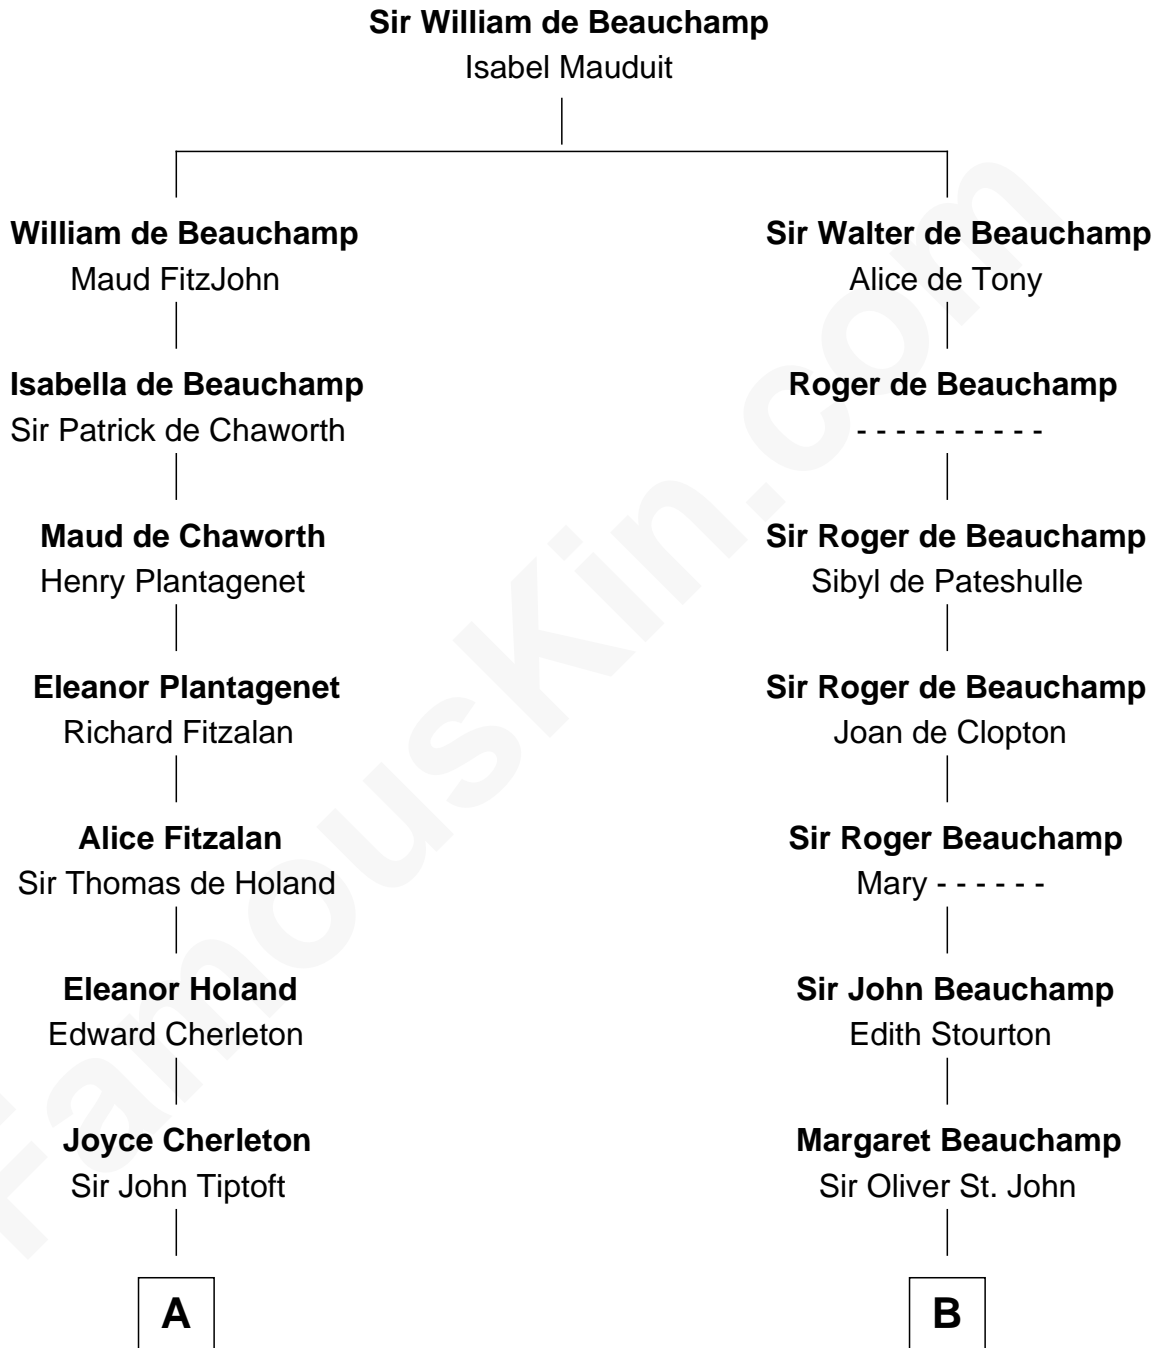 Sir William de Beauchamp
Isabel Mauduit
William de Beauchamp
Maud FitzJohn
Sir Walter de Beauchamp
Alice de Tony
Isabella de Beauchamp
Sir Patrick de Chaworth
Roger de Beauchamp
- - - - - - - - - -
Maud de Chaworth
Henry Plantagenet
Sir Roger de Beauchamp
Sibyl de Pateshulle
Eleanor Plantagenet
Richard Fitzalan
Sir Roger de Beauchamp
Joan de Clopton
Alice Fitzalan
Sir Thomas de Holand
Sir Roger Beauchamp
Mary - - - - - -
Eleanor Holand
Edward Cherleton
Sir John Beauchamp
Edith Stourton
Joyce Cherleton
Sir John Tiptoft
Margaret Beauchamp
Sir Oliver St. John
A
B
FamousKin.com